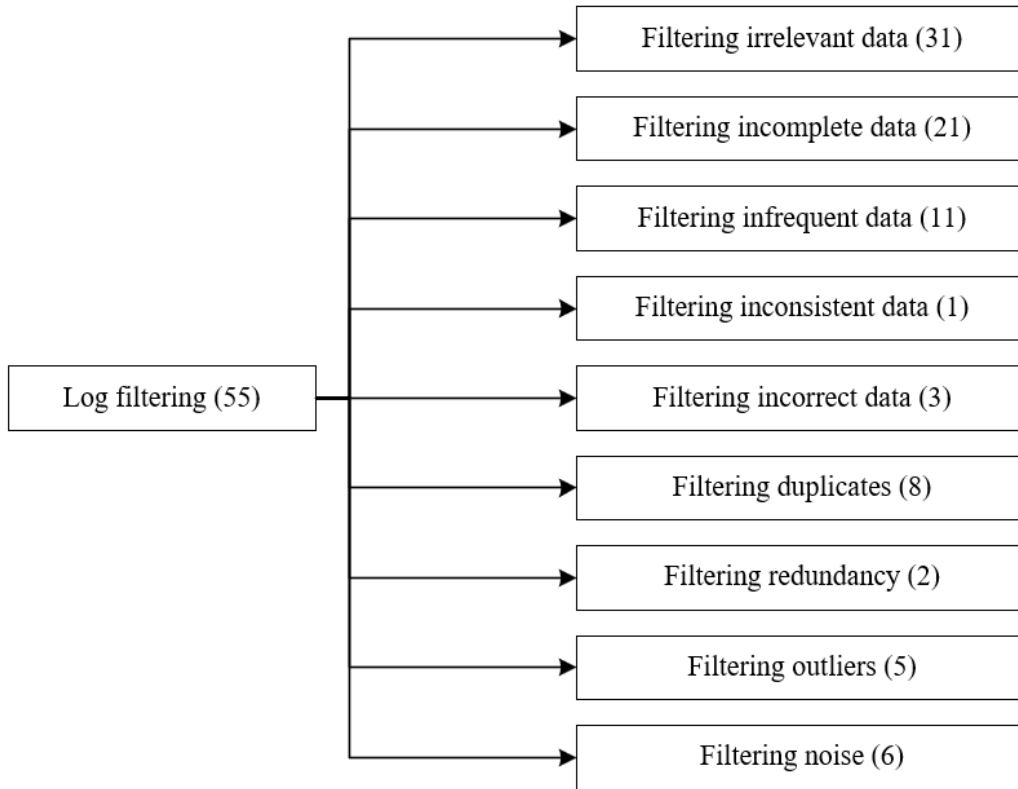 Filtering irrelevant data (31)
Filtering incomplete data (21)
Filtering infrequent data (11)
Filtering inconsistent data (1)
Log filtering (55)
Filtering incorrect data (3)
Filtering duplicates (8)
Filtering redundancy (2)
Filtering outliers (5)
Filtering noise (6)